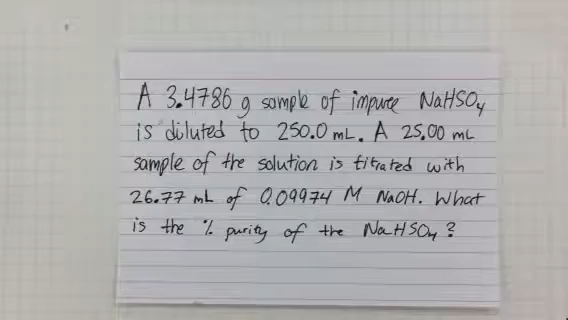 A 3.4786 g sample of impure NaHSO₄
is diluted to 250.0 mL. A 25.00 mL
sample of the solution is titrated with
26.77 mL of 0.09974 M NaOH. What
is the % purity of the NaHSO₄?